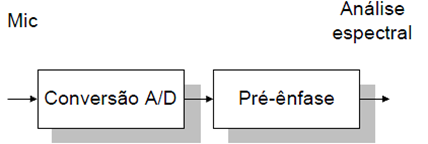 Mic
Análise
espectral
Conversão A/D
Pré-ênfase